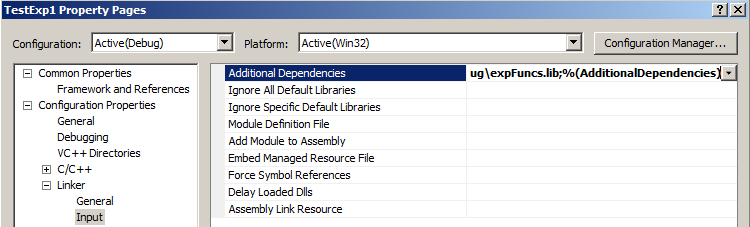 TestExp1 Property Pages
Configuration: Active(Debug) Platform: Active(Win32) Configuration Manager...
Common Properties
Framework and References
Configuration Properties
General
Debugging
VC++ Directories
C/C++
Linker
General
Input
Additional Dependencies ug\expFuncs.lib;%(AdditionalDependencies)
Ignore All Default Libraries
Ignore Specific Default Libraries
Module Definition File
Add Module to Assembly
Embed Managed Resource File
Force Symbol References
Delay Loaded Dlls
Assembly Link Resource